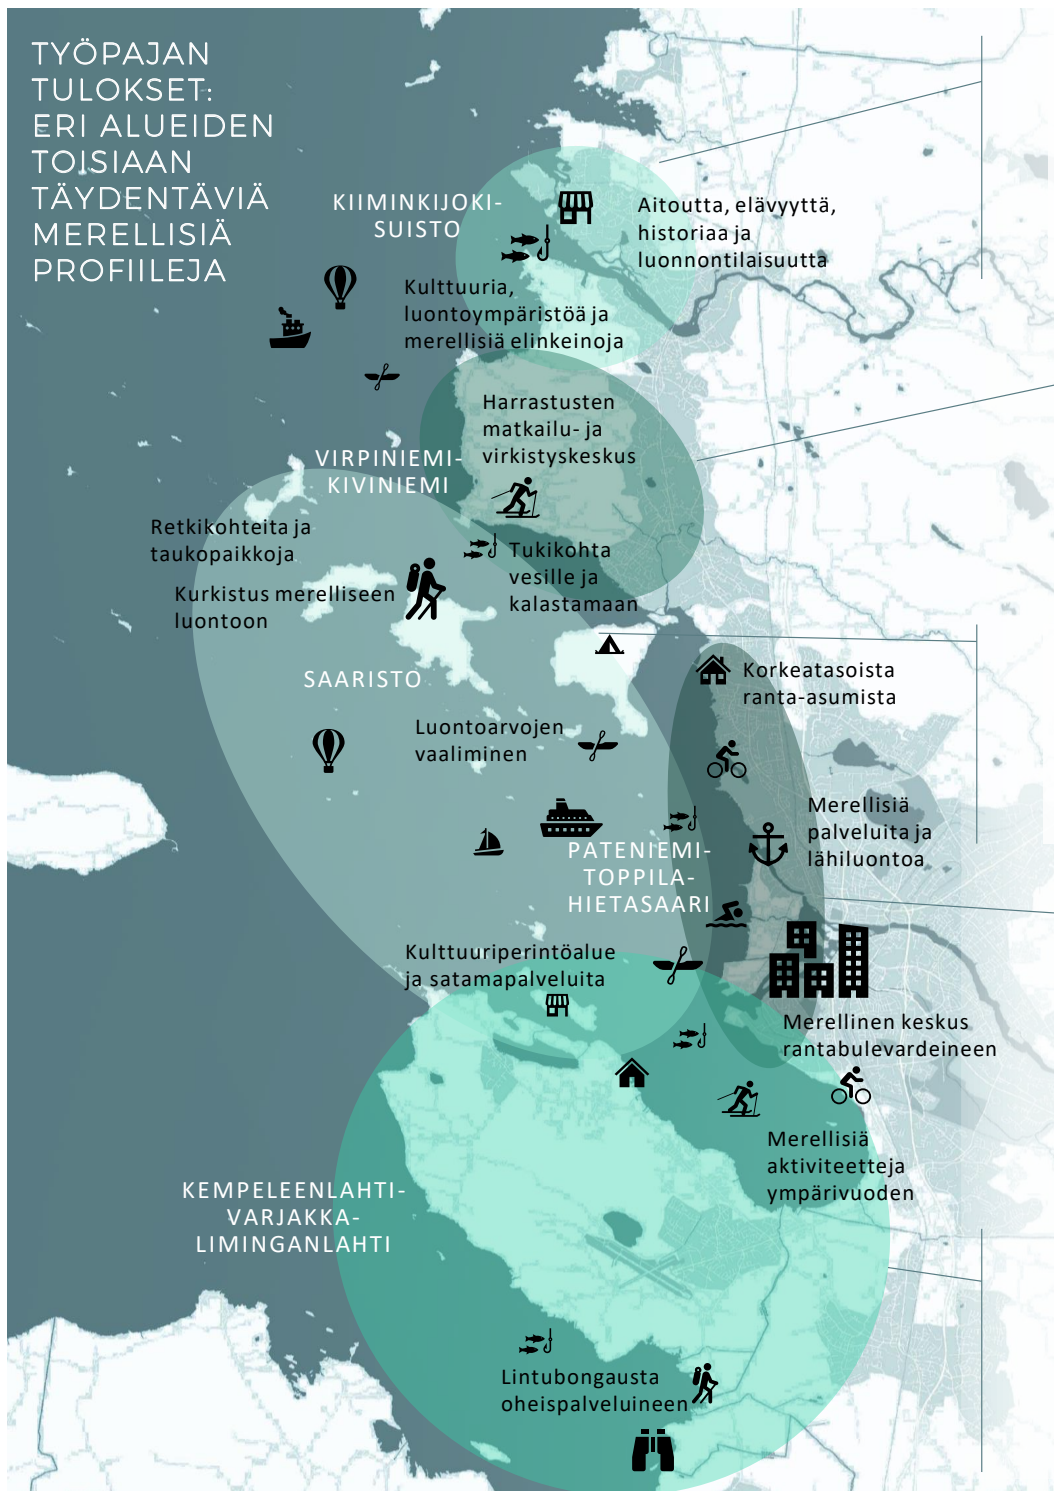 TYÖPAJAN
TULOKSET:
ERI ALUEIDEN
TOISIAAN
TÄYDENTÄVIÄ
MERELLISIÄ
PROFIILEJA
KIIMINKIJOKI-
SUISTO
Aitoutta, elävyyttä,
historiaa ja
luonnontilaisuutta
Kulttuuria,
luontoympäristöä ja
merellisiä elinkeinoja
Harrastusten
matkailu- ja
virkistyskeskus
VIRPINIEMI-
KIVINIEMI
Retkikohteita ja
taukopaikkoja
Tukikohta
vesille ja
kalastamaan
Kurkistus merelliseen
luontoon
SAARISTO
Korkeatasoista
ranta-asumista
Luontoarvojen
vaaliminen
Merellisiä
palveluita ja
lähiluontoa
PATENIEMI-
TOPPILA-
HIETASAARI
Kulttuuriperintöalue
ja satamapalveluita
Merellinen keskus
rantabulevardeineen
Merellisiä
aktiviteetteja
ympärivuoden
KEMPELEENLAHTI-
VARJAKKA-
LIMINGANLAHTI
Lintubongausta
oheispalveluineen